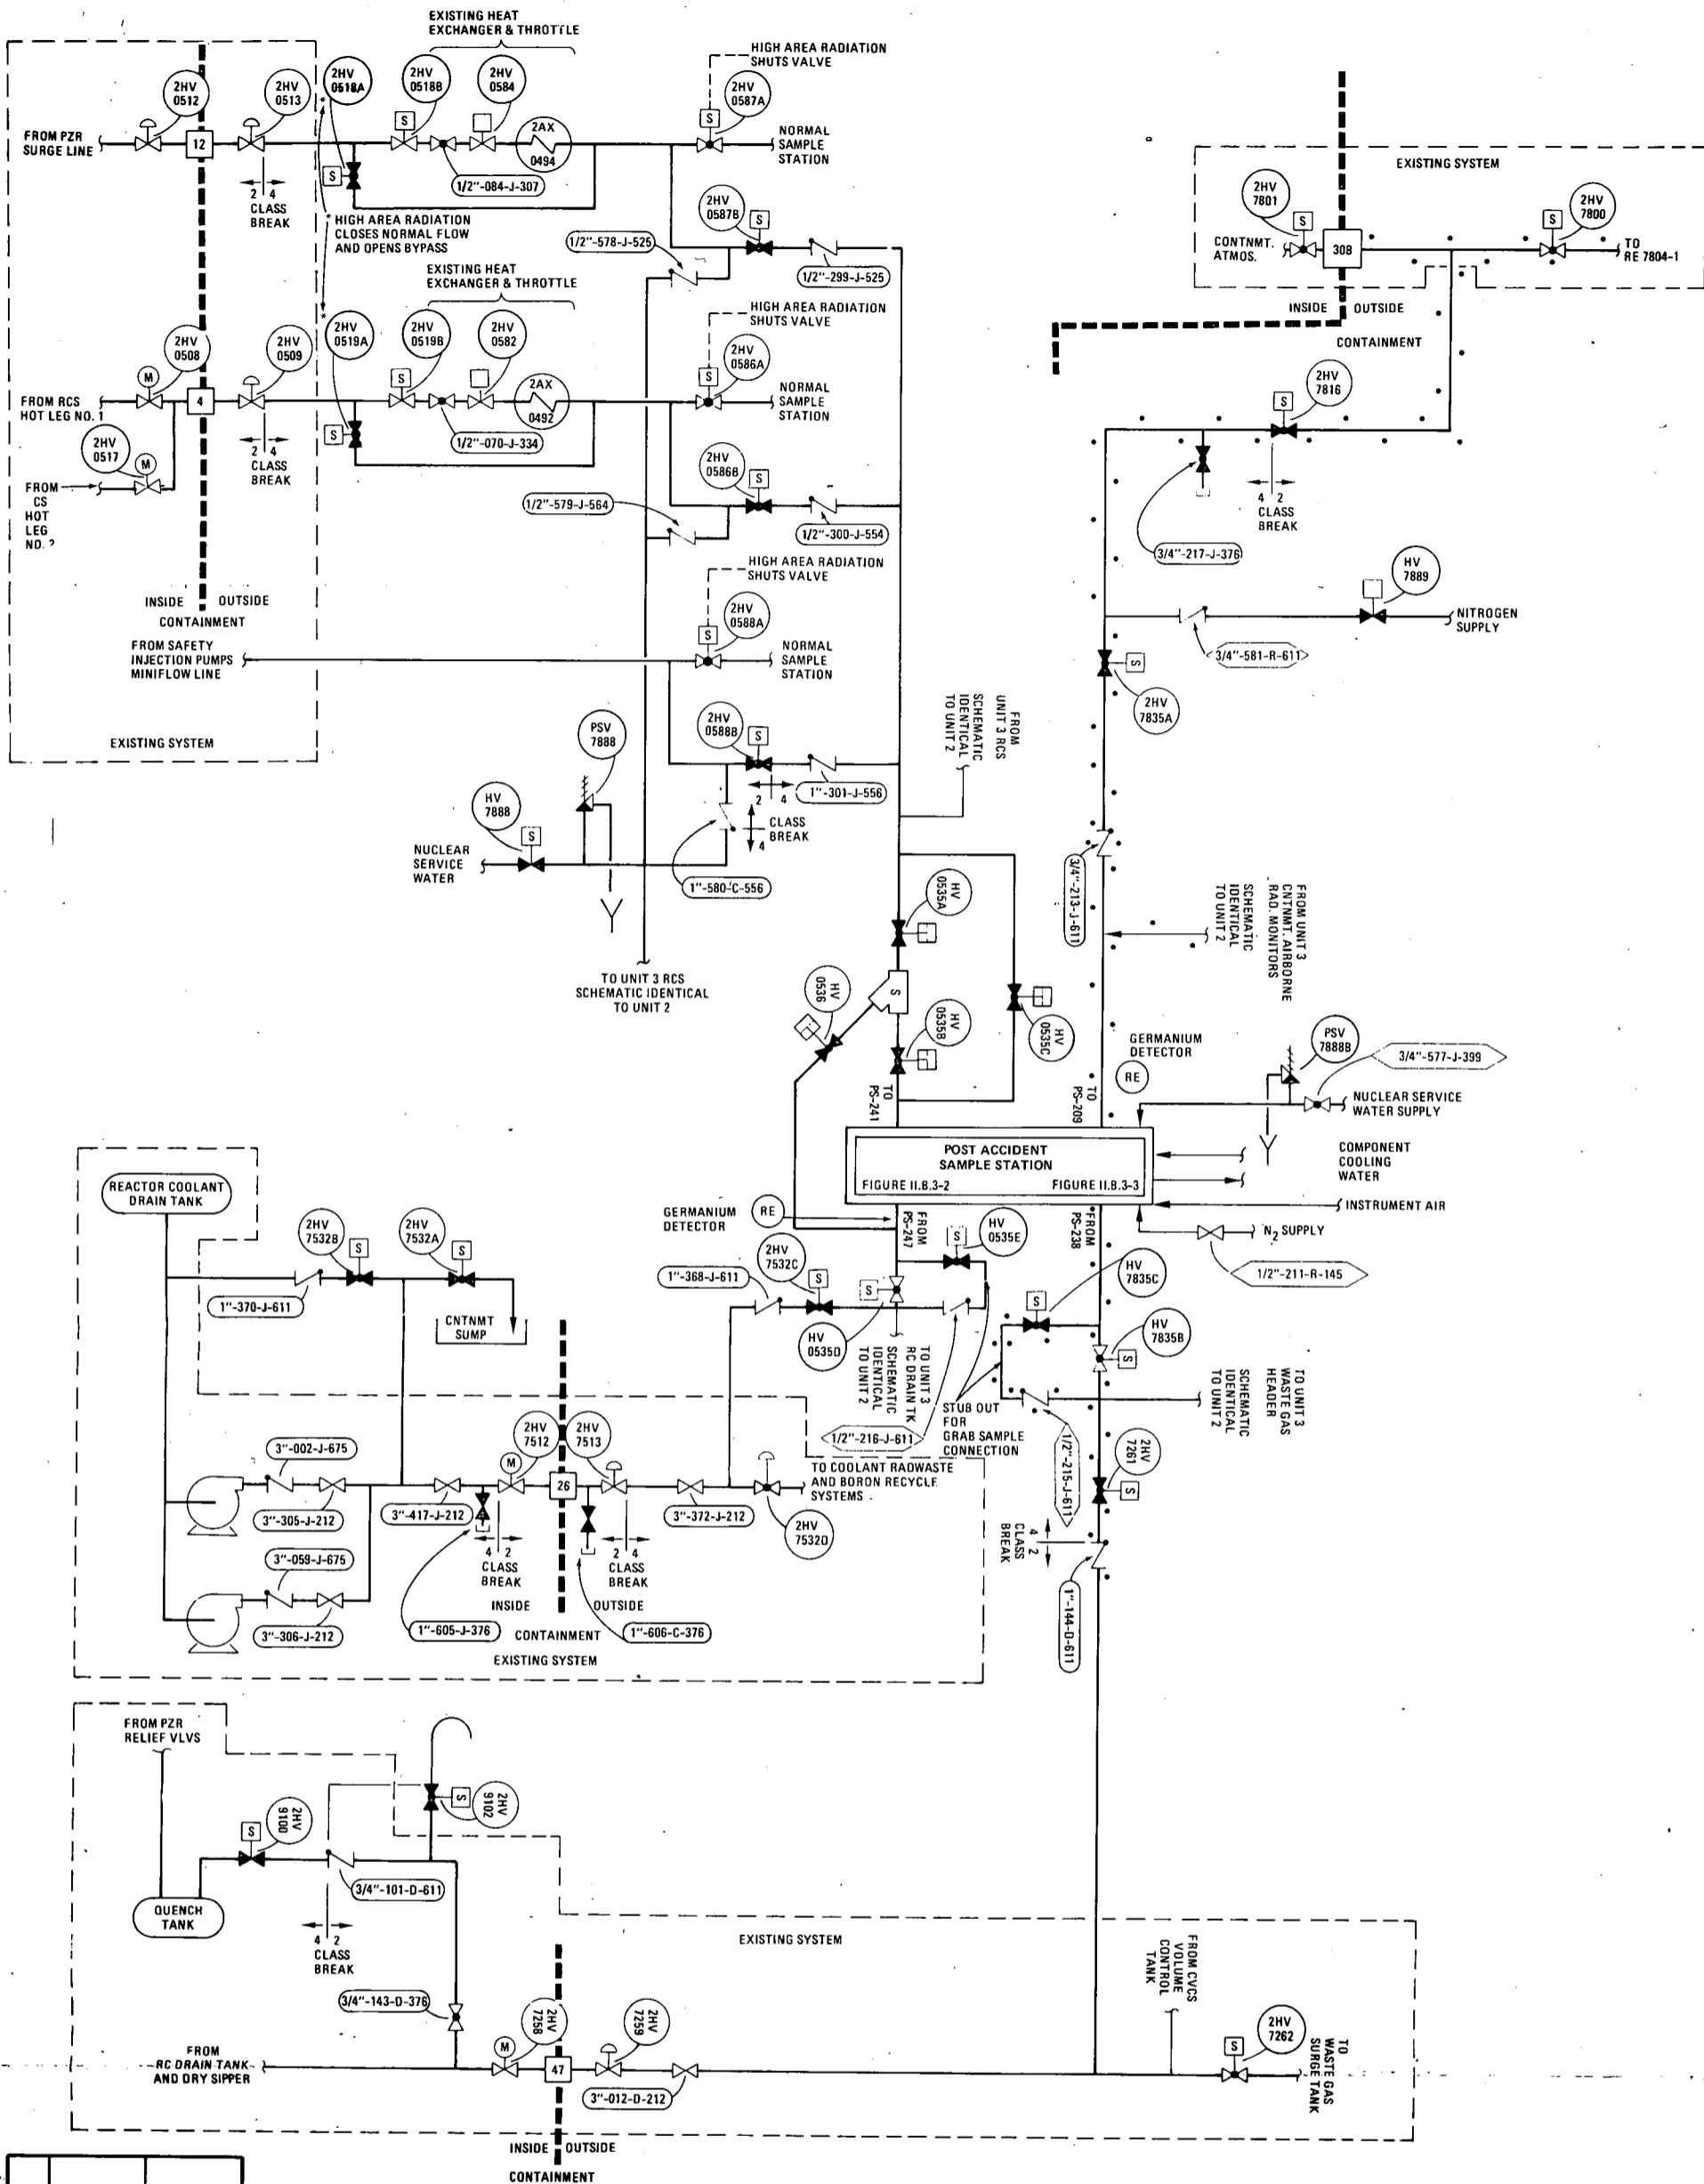 EXISTING HEAT
EXCHANGER & THROTTLE
2HV
0512
2HV
0513
2HV
0518A
2HV
0518B
2HV
0584
HIGH AREA RADIATION
SHUTS VALVE
2HV
0587A
FROM PZR
SURGE LINE
12
S
S
2AX
0494
NORMAL
SAMPLE
STATION
S
1/2"-084-J-307
2 4
CLASS
BREAK
* HIGH AREA RADIATION
CLOSES NORMAL FLOW
AND OPENS BYPASS
2HV
0587B
S
1/2"-578-J-525
1/2"-299-J-525
EXISTING HEAT
EXCHANGER & THROTTLE
HIGH AREA RADIATION
SHUTS VALVE
2HV
0508
2HV
0509
2HV
0519A
2HV
0519B
2HV
0582
2HV
0586A
M
S
S
FROM RCS
HOT LEG NO. 1
4
2AX
0492
NORMAL
SAMPLE
STATION
S
1/2"-070-J-334
2HV
0517
M
2 4
CLASS
BREAK
2HV
0586B
S
FROM
CS
HOT
LEG
NO. ?
1/2"-579-J-564
1/2"-300-J-554
HIGH AREA RADIATION
SHUTS VALVE
INSIDE OUTSIDE
CONTAINMENT
2HV
0588A
S
FROM SAFETY
INJECTION PUMPS
MINIFLOW LINE
NORMAL
SAMPLE
STATION
EXISTING SYSTEM
PSV
7888
2HV
0588B
S
1"-301-J-556
2 4
CLASS
BREAK
4
HV
7888
S
NUCLEAR
SERVICE
WATER
1"-580-C-556
FROM
UNIT 3 RCS
SCHEMATIC
IDENTICAL
TO UNIT 2
TO UNIT 3 RCS
SCHEMATIC IDENTICAL
TO UNIT 2
HV
0535A
S
HV
0536
HV
0535B
HV
0535C
TO
PS-241
EXISTING SYSTEM
2HV
7801
S
2HV
7800
S
CONTNMT.
ATMOS.
30B
TO
RE 7804-1
INSIDE OUTSIDE
CONTAINMENT
2HV
7816
S
4 2
CLASS
BREAK
3/4"-217-J-376
HV
7889
NITROGEN
SUPPLY
3/4"-581-R-611
S
2HV
7835A
3/4"-213-J-611
FROM UNIT 3
CNTNMT. AIRBORNE
RAD. MONITORS
SCHEMATIC
IDENTICAL
TO UNIT 2
GERMANIUM
DETECTOR
RE
TO
PS-209
PSV
7888B
3/4"-577-J-399
NUCLEAR SERVICE
WATER SUPPLY
POST ACCIDENT
SAMPLE STATION
FIGURE II.B.3-2
FIGURE II.B.3-3
COMPONENT
COOLING
WATER
INSTRUMENT AIR
N2 SUPPLY
1/2"-211-R-145
GERMANIUM
DETECTOR
RE
FROM
PS-247
FROM
PS-238
HV
0535E
S
HV
7835C
S
HV
7835B
S
REACTOR COOLANT
DRAIN TANK
2HV
7532B
S
2HV
7532A
S
2HV
7532C
S
1"-368-J-611
S
HV
0535D
1"-370-J-611
CNTNMT
SUMP
TO UNIT 3
RC DRAIN TK
SCHEMATIC
IDENTICAL
TO UNIT 2
STUB OUT
FOR
GRAB SAMPLE
CONNECTION
1/2"-216-J-611
1/2"-215-J-611
TO UNIT 3
WASTE GAS
HEADER
SCHEMATIC
IDENTICAL
TO UNIT 2
2HV
7261
S
4 2
CLASS
BREAK
1"-144-D-611
3"-002-J-675
3"-305-J-212
3"-059-J-675
3"-306-J-212
3"-417-J-212
2HV
7512
M
2HV
7513
26
3"-372-J-212
TO COOLANT RADWASTE
AND BORON RECYCLE
SYSTEMS
2HV
7532D
4 2
CLASS
BREAK
2 4
CLASS
BREAK
INSIDE OUTSIDE
CONTAINMENT
1"-605-J-376
1"-606-C-376
EXISTING SYSTEM
FROM PZR
RELIEF VLVS
2HV
9102
S
2HV
9100
S
3/4"-101-D-611
QUENCH
TANK
4 2
CLASS
BREAK
EXISTING SYSTEM
3/4"-143-D-376
2HV
7258
M
2HV
7259
47
3"-012-D-212
FROM
RC DRAIN TANK
AND DRY SIPPER
FROM CVCS
VOLUME
CONTROL
TANK
2HV
7262
S
TO
WASTE GAS
SURGE TANK
INSIDE OUTSIDE
CONTAINMENT